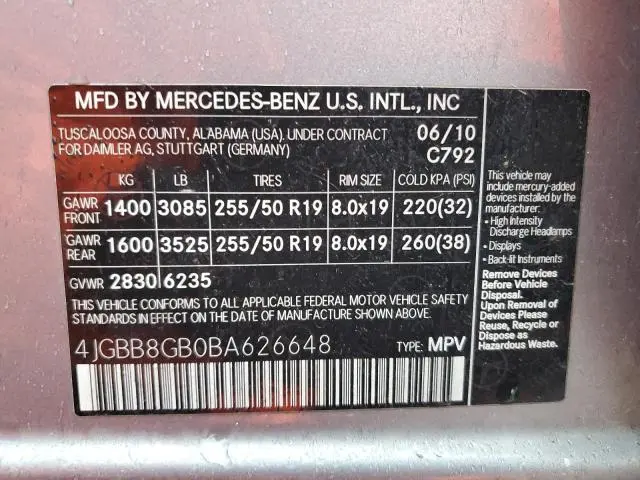 MFD BY MERCEDES-BENZ U.S. INTL., INC
TUSCALOOSA COUNTY, ALABAMA (USA). UNDER CONTRACT 06/10
FOR DAIMLER AG, STUTTGART (GERMANY) C792
KG LB TIRES RIM SIZE COLD KPA (PSI)
GAWR FRONT 1400 3085 255/50 R19 8.0x19 220(32)
GAWR REAR 1600 3525 255/50 R19 8.0x19 260(38)
GVWR 2830 6235
THIS VEHICLE CONFORMS TO ALL APPLICABLE FEDERAL MOTOR VEHICLE SAFETY
STANDARDS IN EFFECT ON THE DATE OF MANUFACTURE SHOWN ABOVE.
4JGBB8GB0BA626648 TYPE: MPV
This vehicle may
include mercury-added
devices installed by the
manufacturer:
• High Intensity
Discharge Headlamps
• Displays
• Back-lit Instruments
Remove Devices
Before Vehicle
Disposal.
Upon Removal of
Devices Please
Reuse, Recycle or
Dispose as
Hazardous Waste.